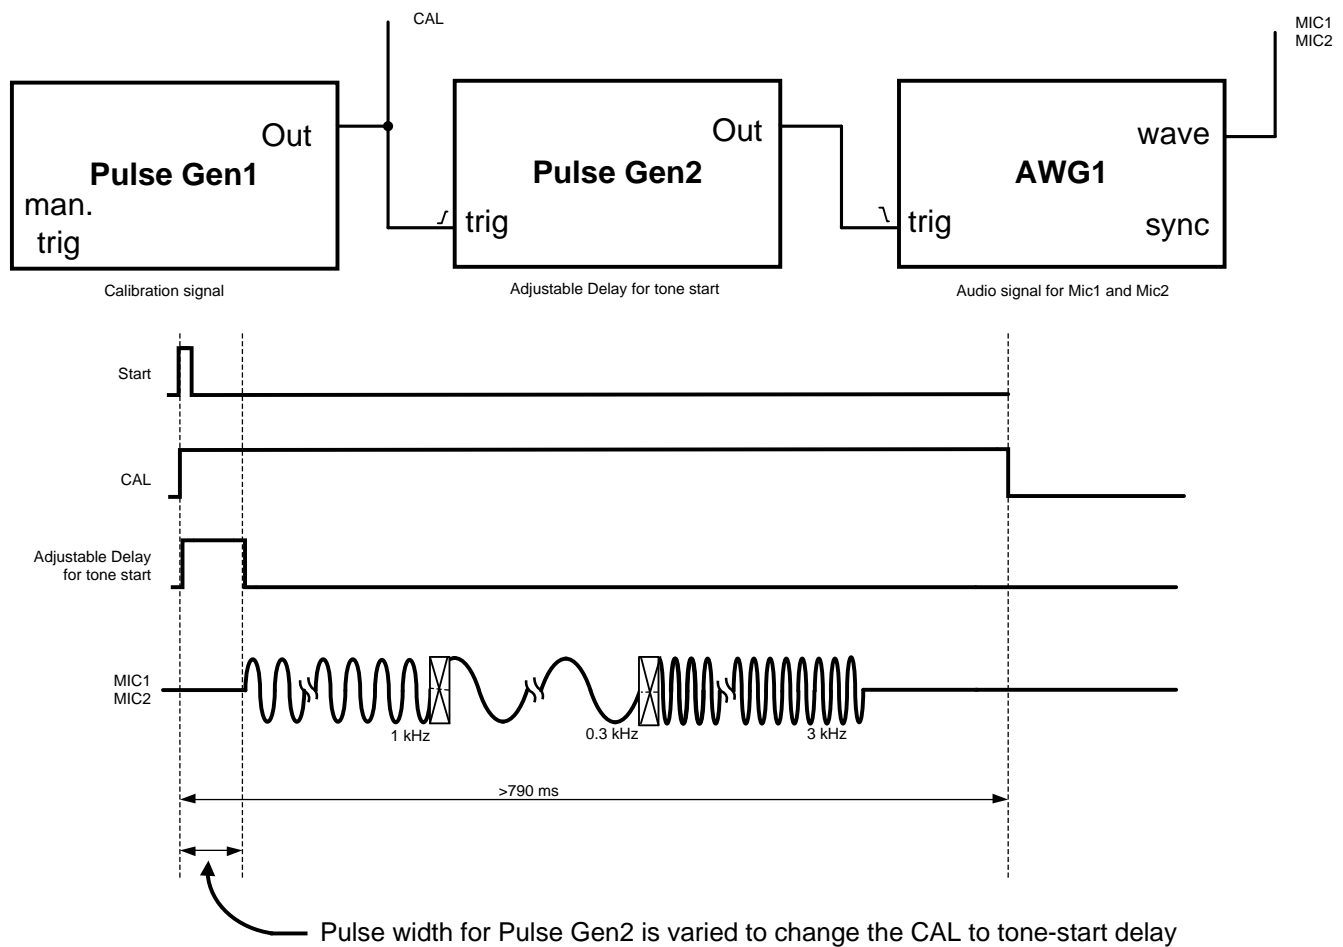 CAL
MIC1
MIC2
Out
Pulse Gen1
man.
trig
Out
Pulse Gen2
trig
wave
AWG1
trig
sync
Calibration signal
Adjustable Delay for tone start
Audio signal for Mic1 and Mic2
Start
CAL
Adjustable Delay
for tone start
MIC1
MIC2
1 kHz
0.3 kHz
3 kHz
>790 ms
Pulse width for Pulse Gen2 is varied to change the CAL to tone-start delay